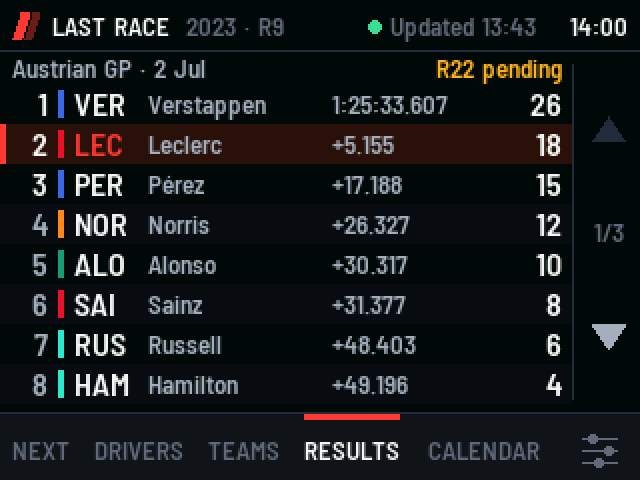 LAST RACE 2023 · R9 Updated 13:43 14:00
Austrian GP · 2 Jul R22 pending
1 VER Verstappen 1:25:33.607 26
2 LEC Leclerc +5.155 18
3 PER Pérez +17.188 15
4 NOR Norris +26.327 12
5 ALO Alonso +30.317 10
6 SAI Sainz +31.377 8
7 RUS Russell +48.403 6
8 HAM Hamilton +49.196 4
1/3
NEXT DRIVERS TEAMS RESULTS CALENDAR